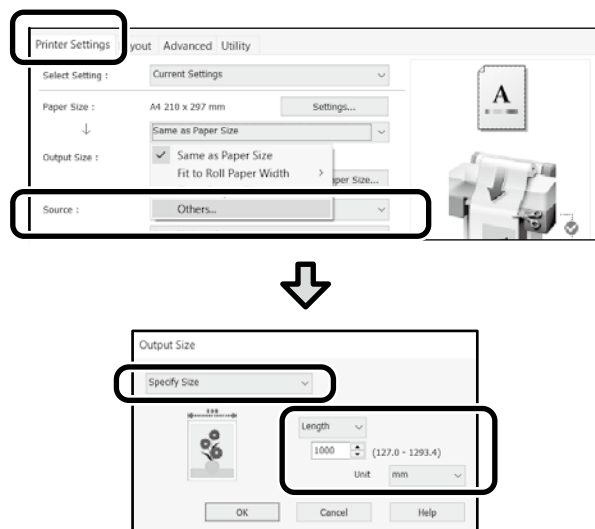 Printer Settings yout Advanced Utility
Select Setting : Current Settings
Paper Size : A4 210 x 297 mm Settings...
Same as Paper Size
Output Size : Same as Paper Size
Fit to Roll Paper Width
aper Size...
Source : Others...
A
Output Size
Specify Size
Length
1000 (127.0 - 1293.4)
Unit mm
OK Cancel Help